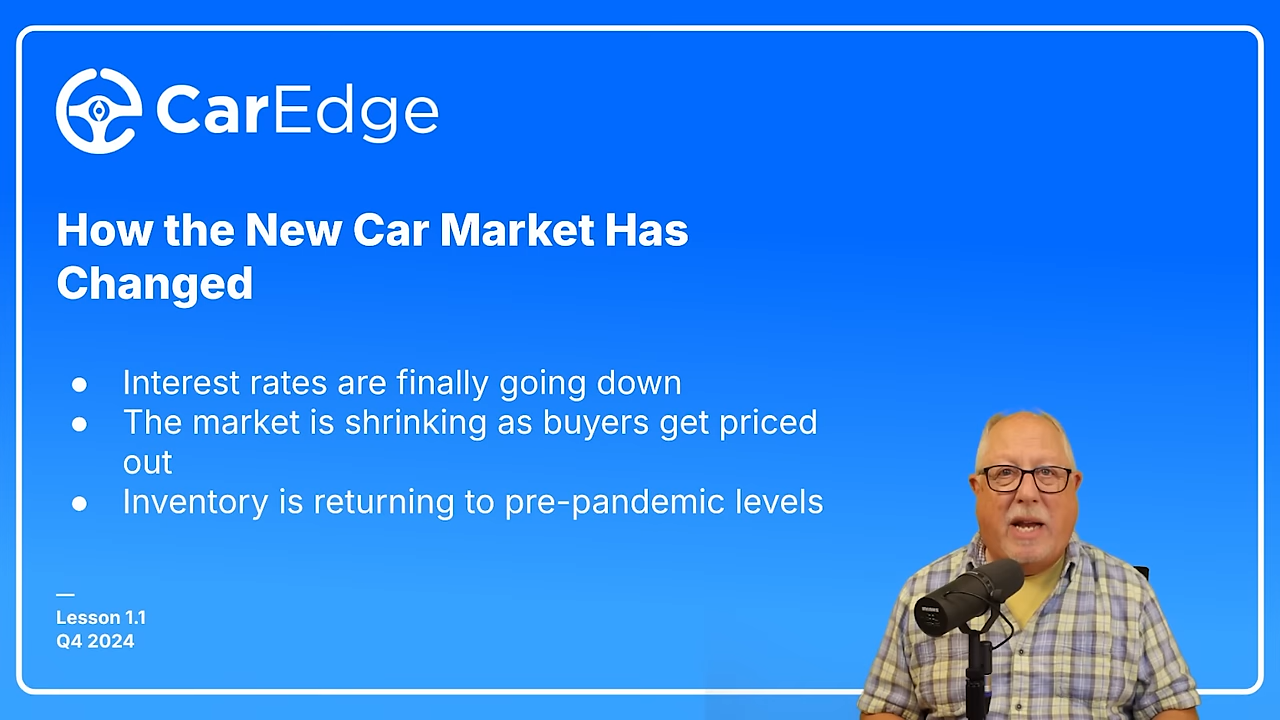 CarEdge
How the New Car Market Has
Changed
● Interest rates are finally going down
● The market is shrinking as buyers get priced
out
● Inventory is returning to pre-pandemic levels
—
Lesson 1.1
Q4 2024